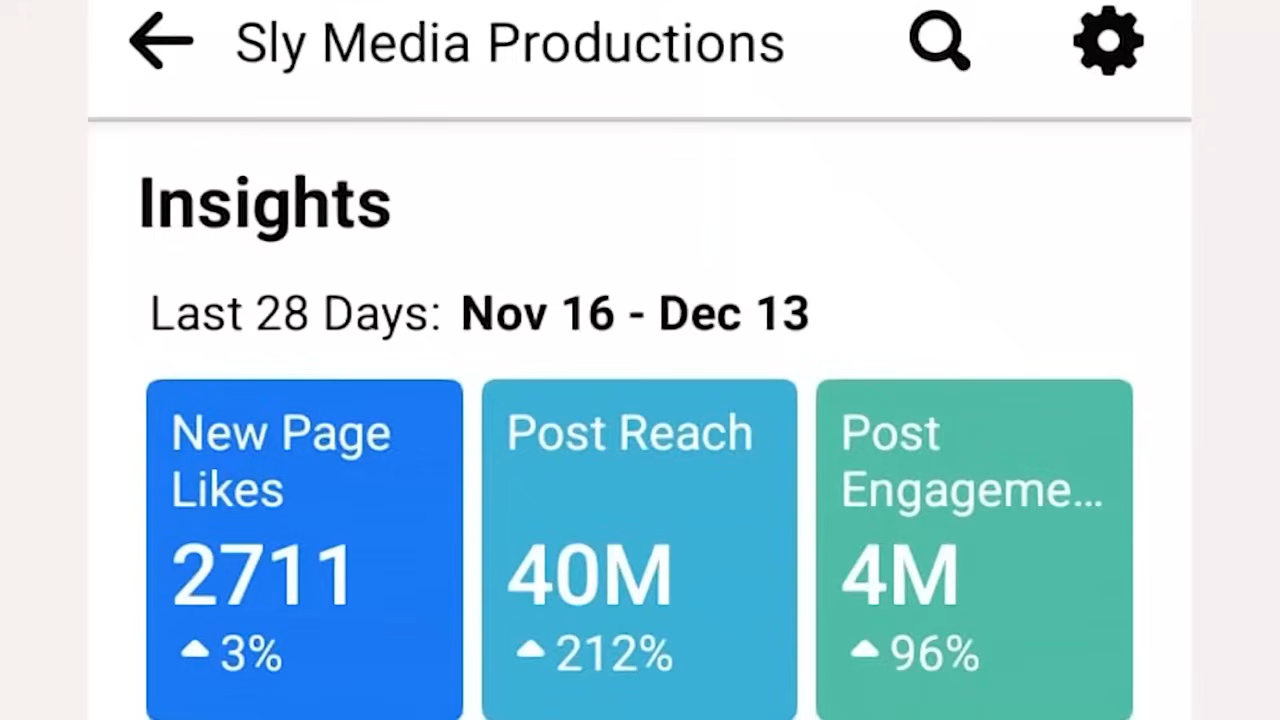 Sly Media Productions
Insights
Last 28 Days: Nov 16 - Dec 13
New Page
Likes
2711
3%
Post Reach
40M
212%
Post
Engageme...
4M
96%